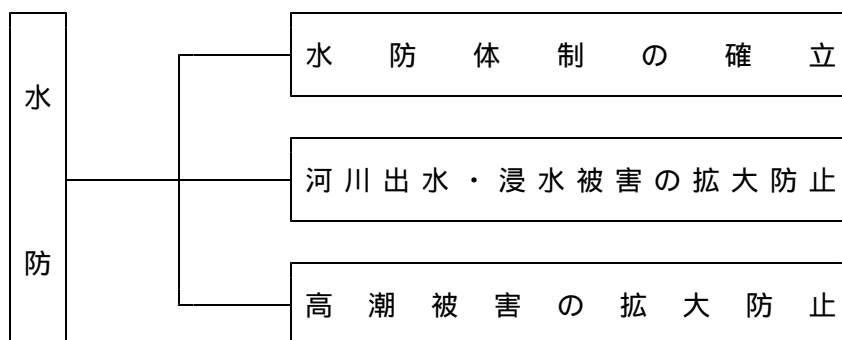 水防
水防体制の確立
河川出水・浸水被害の拡大防止
高潮被害の拡大防止